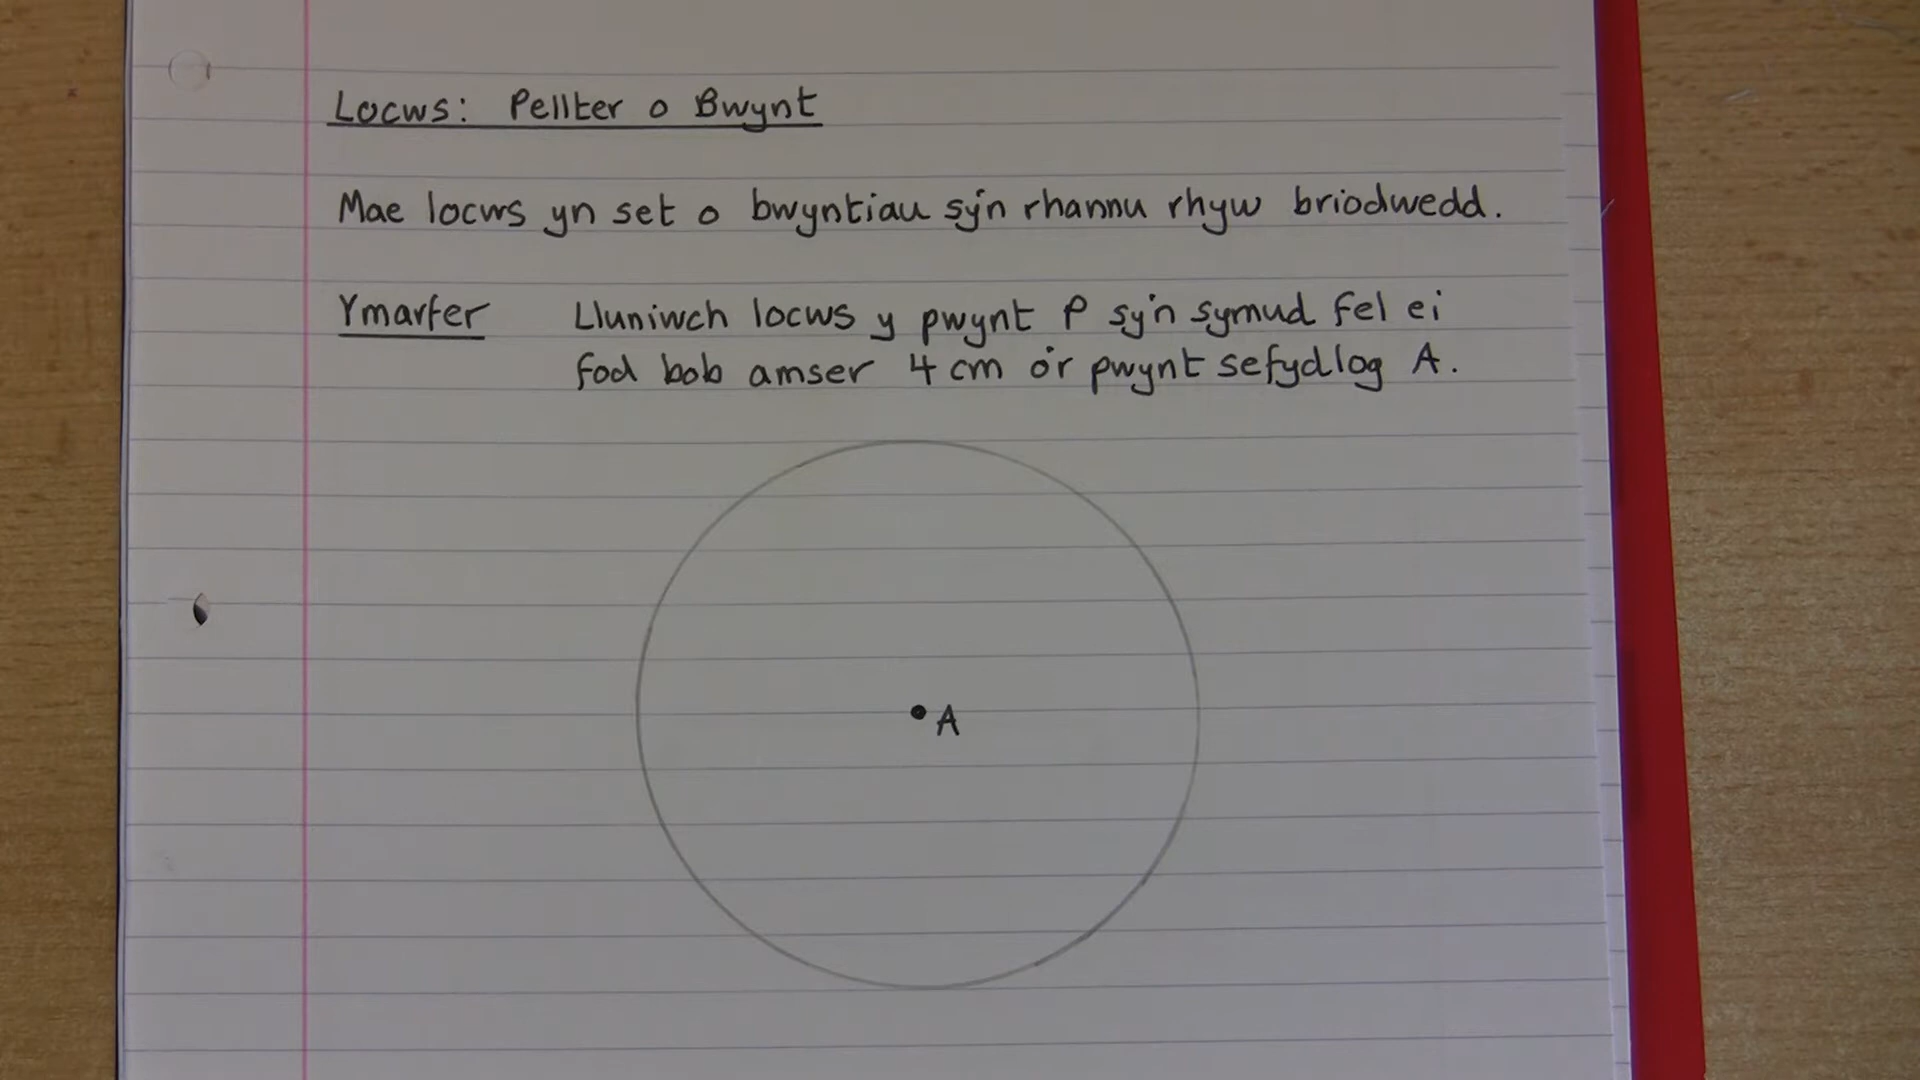 Locws: Pellter o Bwynt
Mae locws yn set o bwyntiau sy'n rhannu rhyw briodwedd.
Ymarfer Lluniwch locws y pwynt P sy'n symud fel ei
fod bob amser 4 cm o'r pwynt sefydlog A.
A